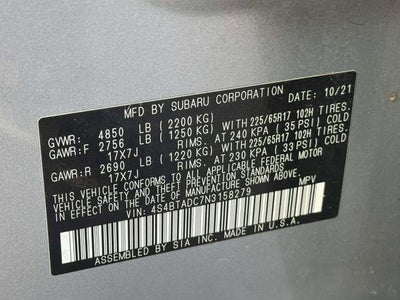 MFD BY SUBARU CORPORATION DATE: 10/21
GVWR: 4850 LB (2200 KG)
GAWR:F 2756 LB (1250 KG) WITH 225/65R17 102H TIRES.
17X7J RIMS. AT 240 KPA (35 PSI) COLD
GAWR:R 2690 LB (1220 KG) WITH 225/65R17 102H TIRES.
17X7J RIMS. AT 230 KPA (33 PSI) COLD
THIS VEHICLE CONFORMS TO ALL APPLICABLE FEDERAL MOTOR
VEHICLE SAFETY AND THEFT PREVENTION STANDARDS IN
EFFECT ON THE DATE OF MANUFACTURE SHOWN ABOVE.
VIN: 4S4BTADC7N3158279 MPV
ASSEMBLED BY SIA INC. MADE IN U.S.A.